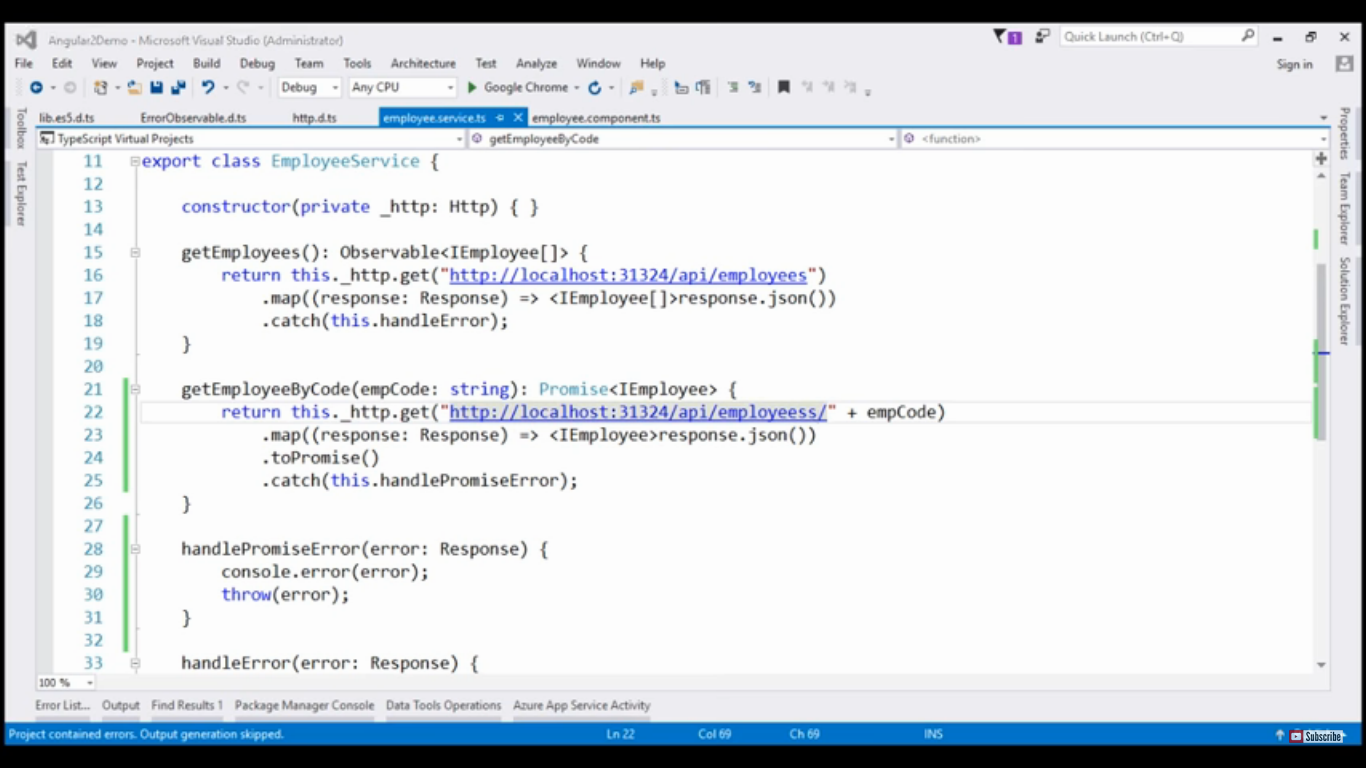 Angular2Demo - Microsoft Visual Studio (Administrator)
1
Quick Launch (Ctrl+Q)
File Edit View Project Build Debug Team Tools Architecture Test Analyze Window Help
Sign in
Debug Any CPU Google Chrome
lib.es5.d.ts ErrorObservable.d.ts http.d.ts employee.service.ts employee.component.ts
TypeScript Virtual Projects getEmployeeByCode <function>
Toolbox
Test Explorer
11 export class EmployeeService {
12
13 constructor(private _http: Http) { }
14
15 getEmployees(): Observable<IEmployee[]> {
16 return this._http.get("http://localhost:31324/api/employees")
17 .map((response: Response) => <IEmployee[]>response.json())
18 .catch(this.handleError);
19 }
20
21 getEmployeeByCode(empCode: string): Promise<IEmployee> {
22 return this._http.get("http://localhost:31324/api/employeess/" + empCode)
23 .map((response: Response) => <IEmployee>response.json())
24 .toPromise()
25 .catch(this.handlePromiseError);
26 }
27
28 handlePromiseError(error: Response) {
29 console.error(error);
30 throw(error);
31 }
32
33 handleError(error: Response) {
Properties
Team Explorer
Solution Explorer
100 %
Error List... Output Find Results 1 Package Manager Console Data Tools Operations Azure App Service Activity
Project contained errors. Output generation skipped. Ln 22 Col 69 Ch 69 INS
Subscribe